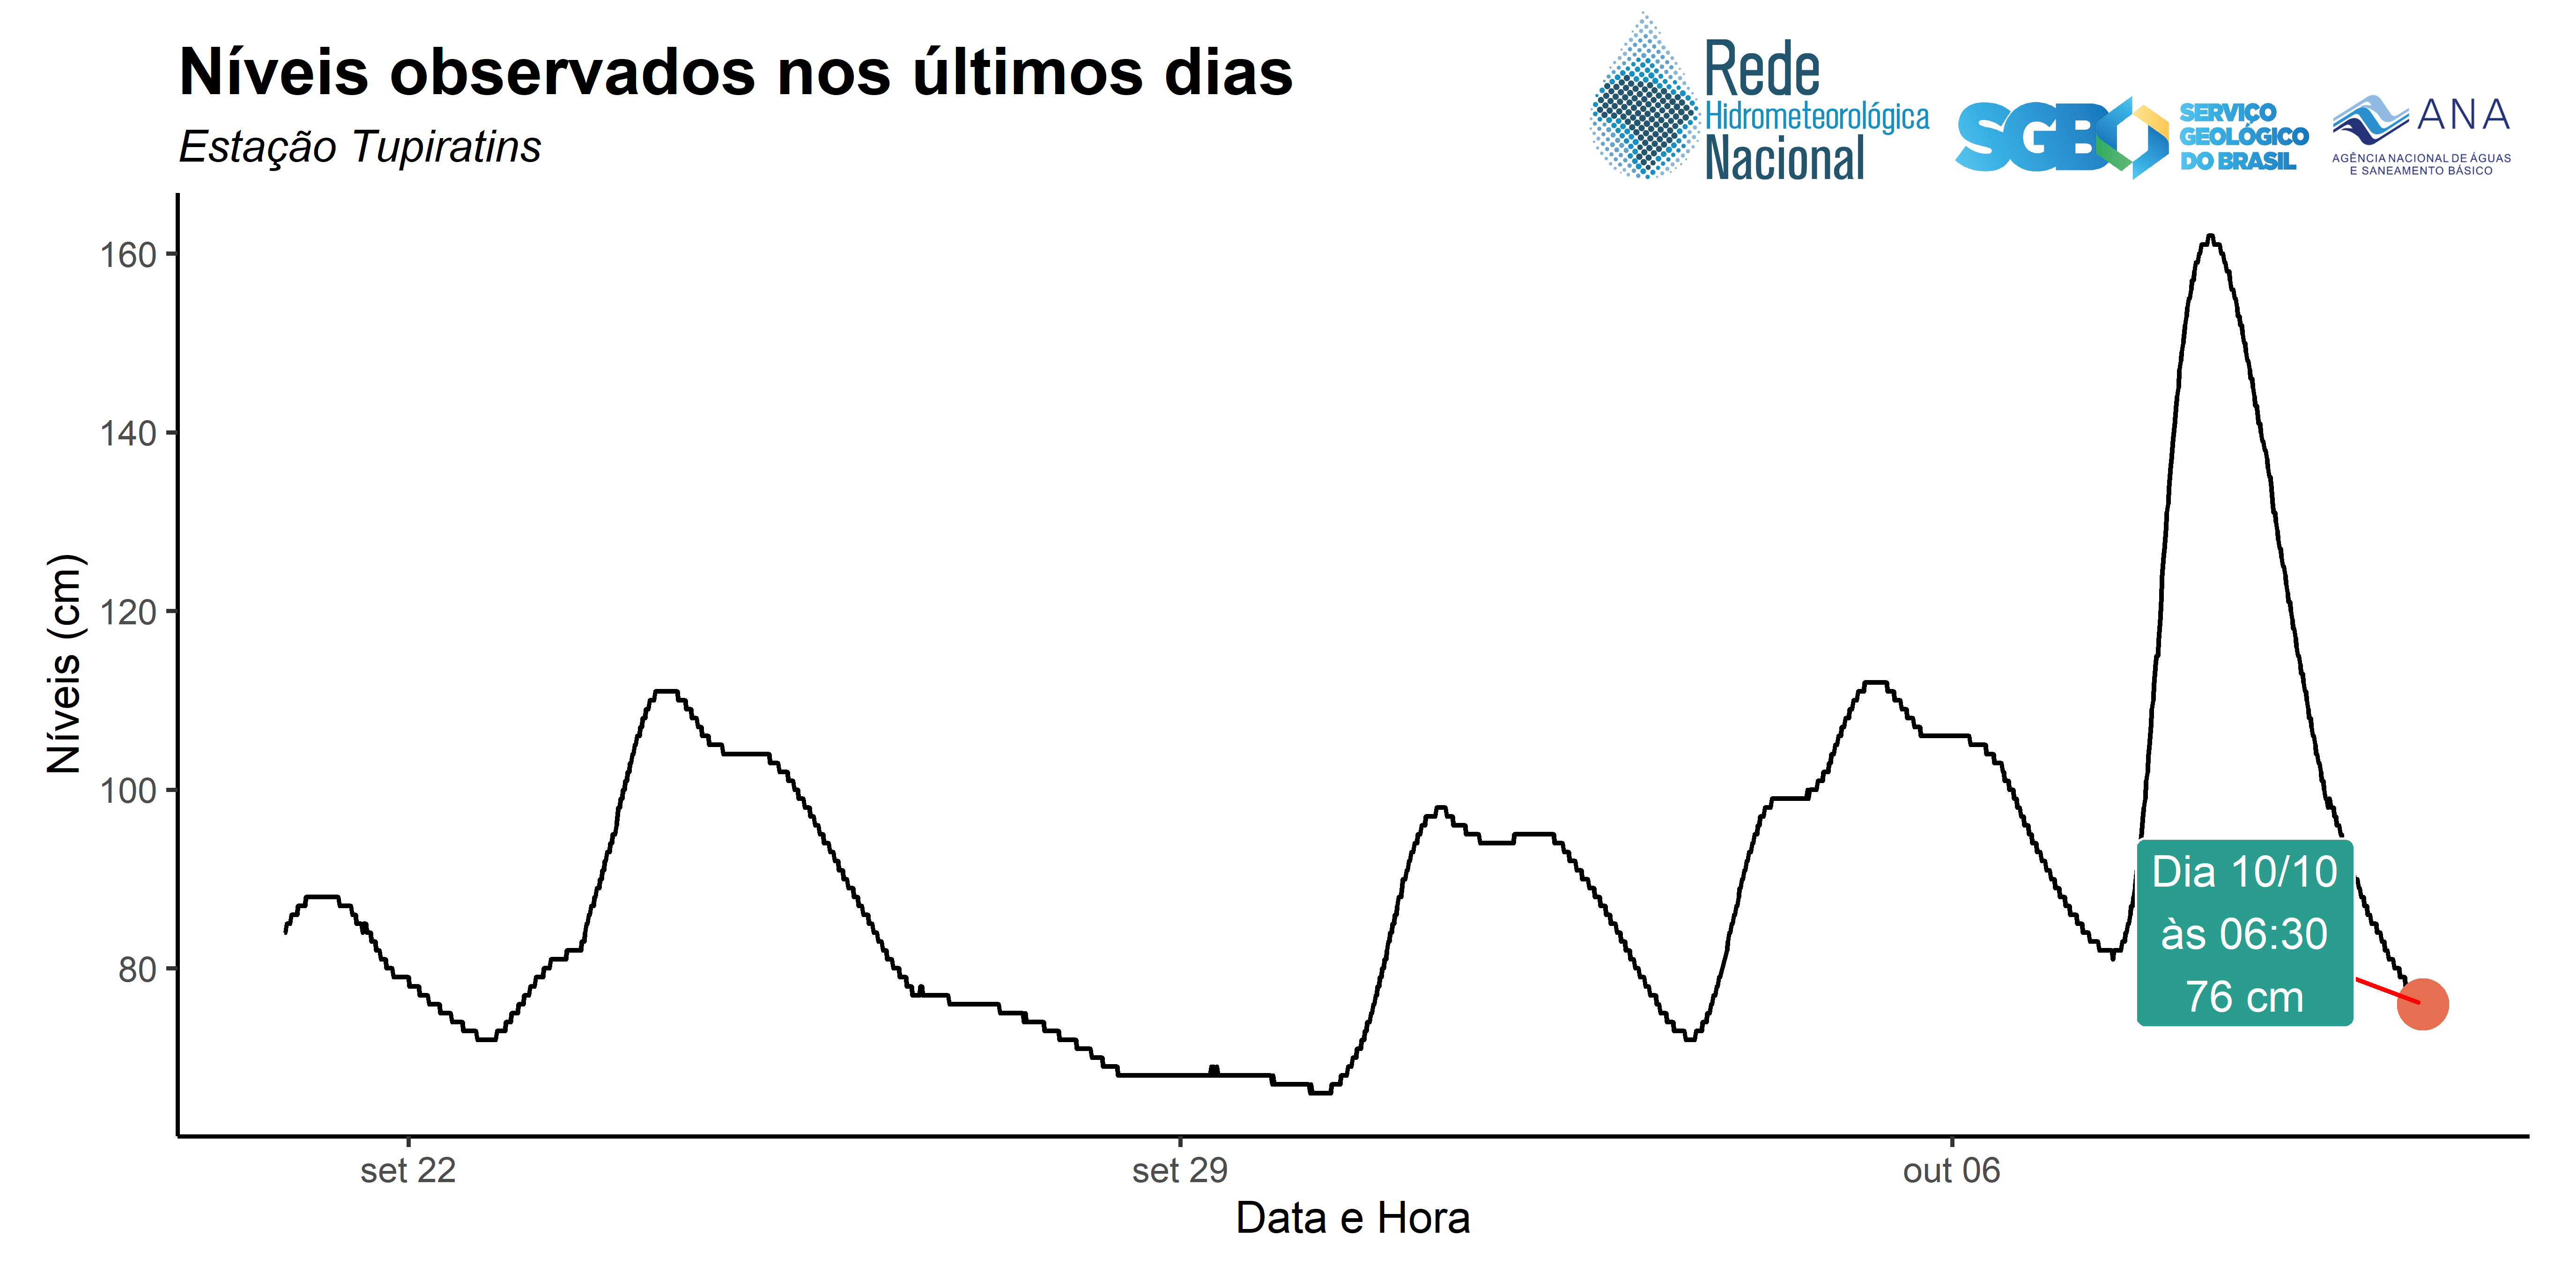 Níveis observados nos últimos dias
Estação Tupiratins
Rede
Hidrometeorológica
Nacional
SGB
SERVIÇO
GEOLÓGICO
DO BRASIL
ANA
AGÊNCIA NACIONAL DE ÁGUAS
E SANEAMENTO BÁSICO
Níveis (cm)
160
140
120
100
80
Dia 10/10
às 06:30
76 cm
set 22
set 29
out 06
Data e Hora